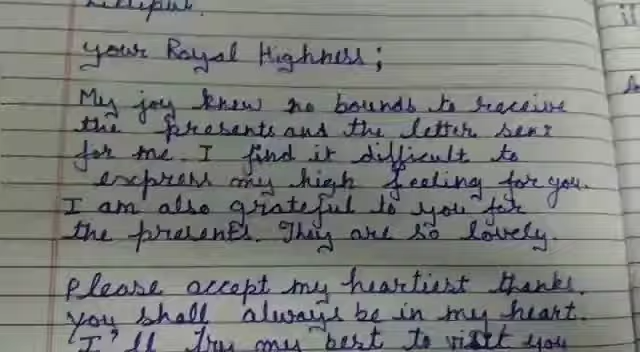 Lilliput.
your Royal Highness;
My joy knew no bounds to receive
the presents and the letter sent
for me. I find it difficult to
express my high feeling for you.
I am also grateful to you for
the presents. They are so lovely.
Please accept my heartiest thanks.
you shall always be in my heart.
I'll try my best to visit you